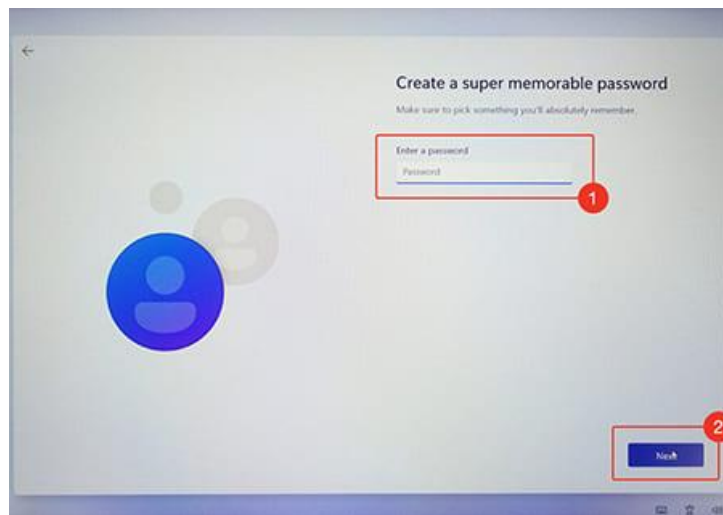 Create a super memorable password
Make sure to pick something you'll absolutely remember.
Enter a password
Password
1
2
Next